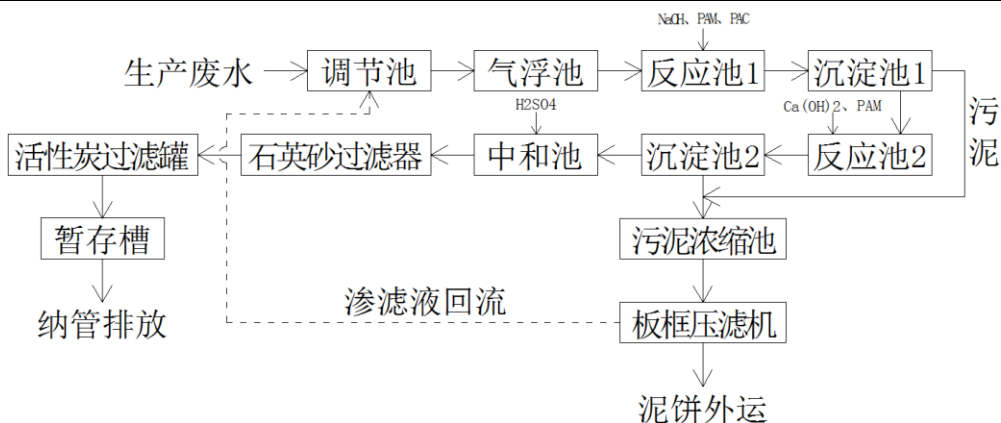 NaOH、PAM、PAC
生产废水
调节池
气浮池
反应池1
沉淀池1
污泥
H2SO4
Ca(OH)2、PAM
活性炭过滤罐
石英砂过滤器
中和池
沉淀池2
反应池2
暂存槽
污泥浓缩池
纳管排放
渗滤液回流
板框压滤机
泥饼外运